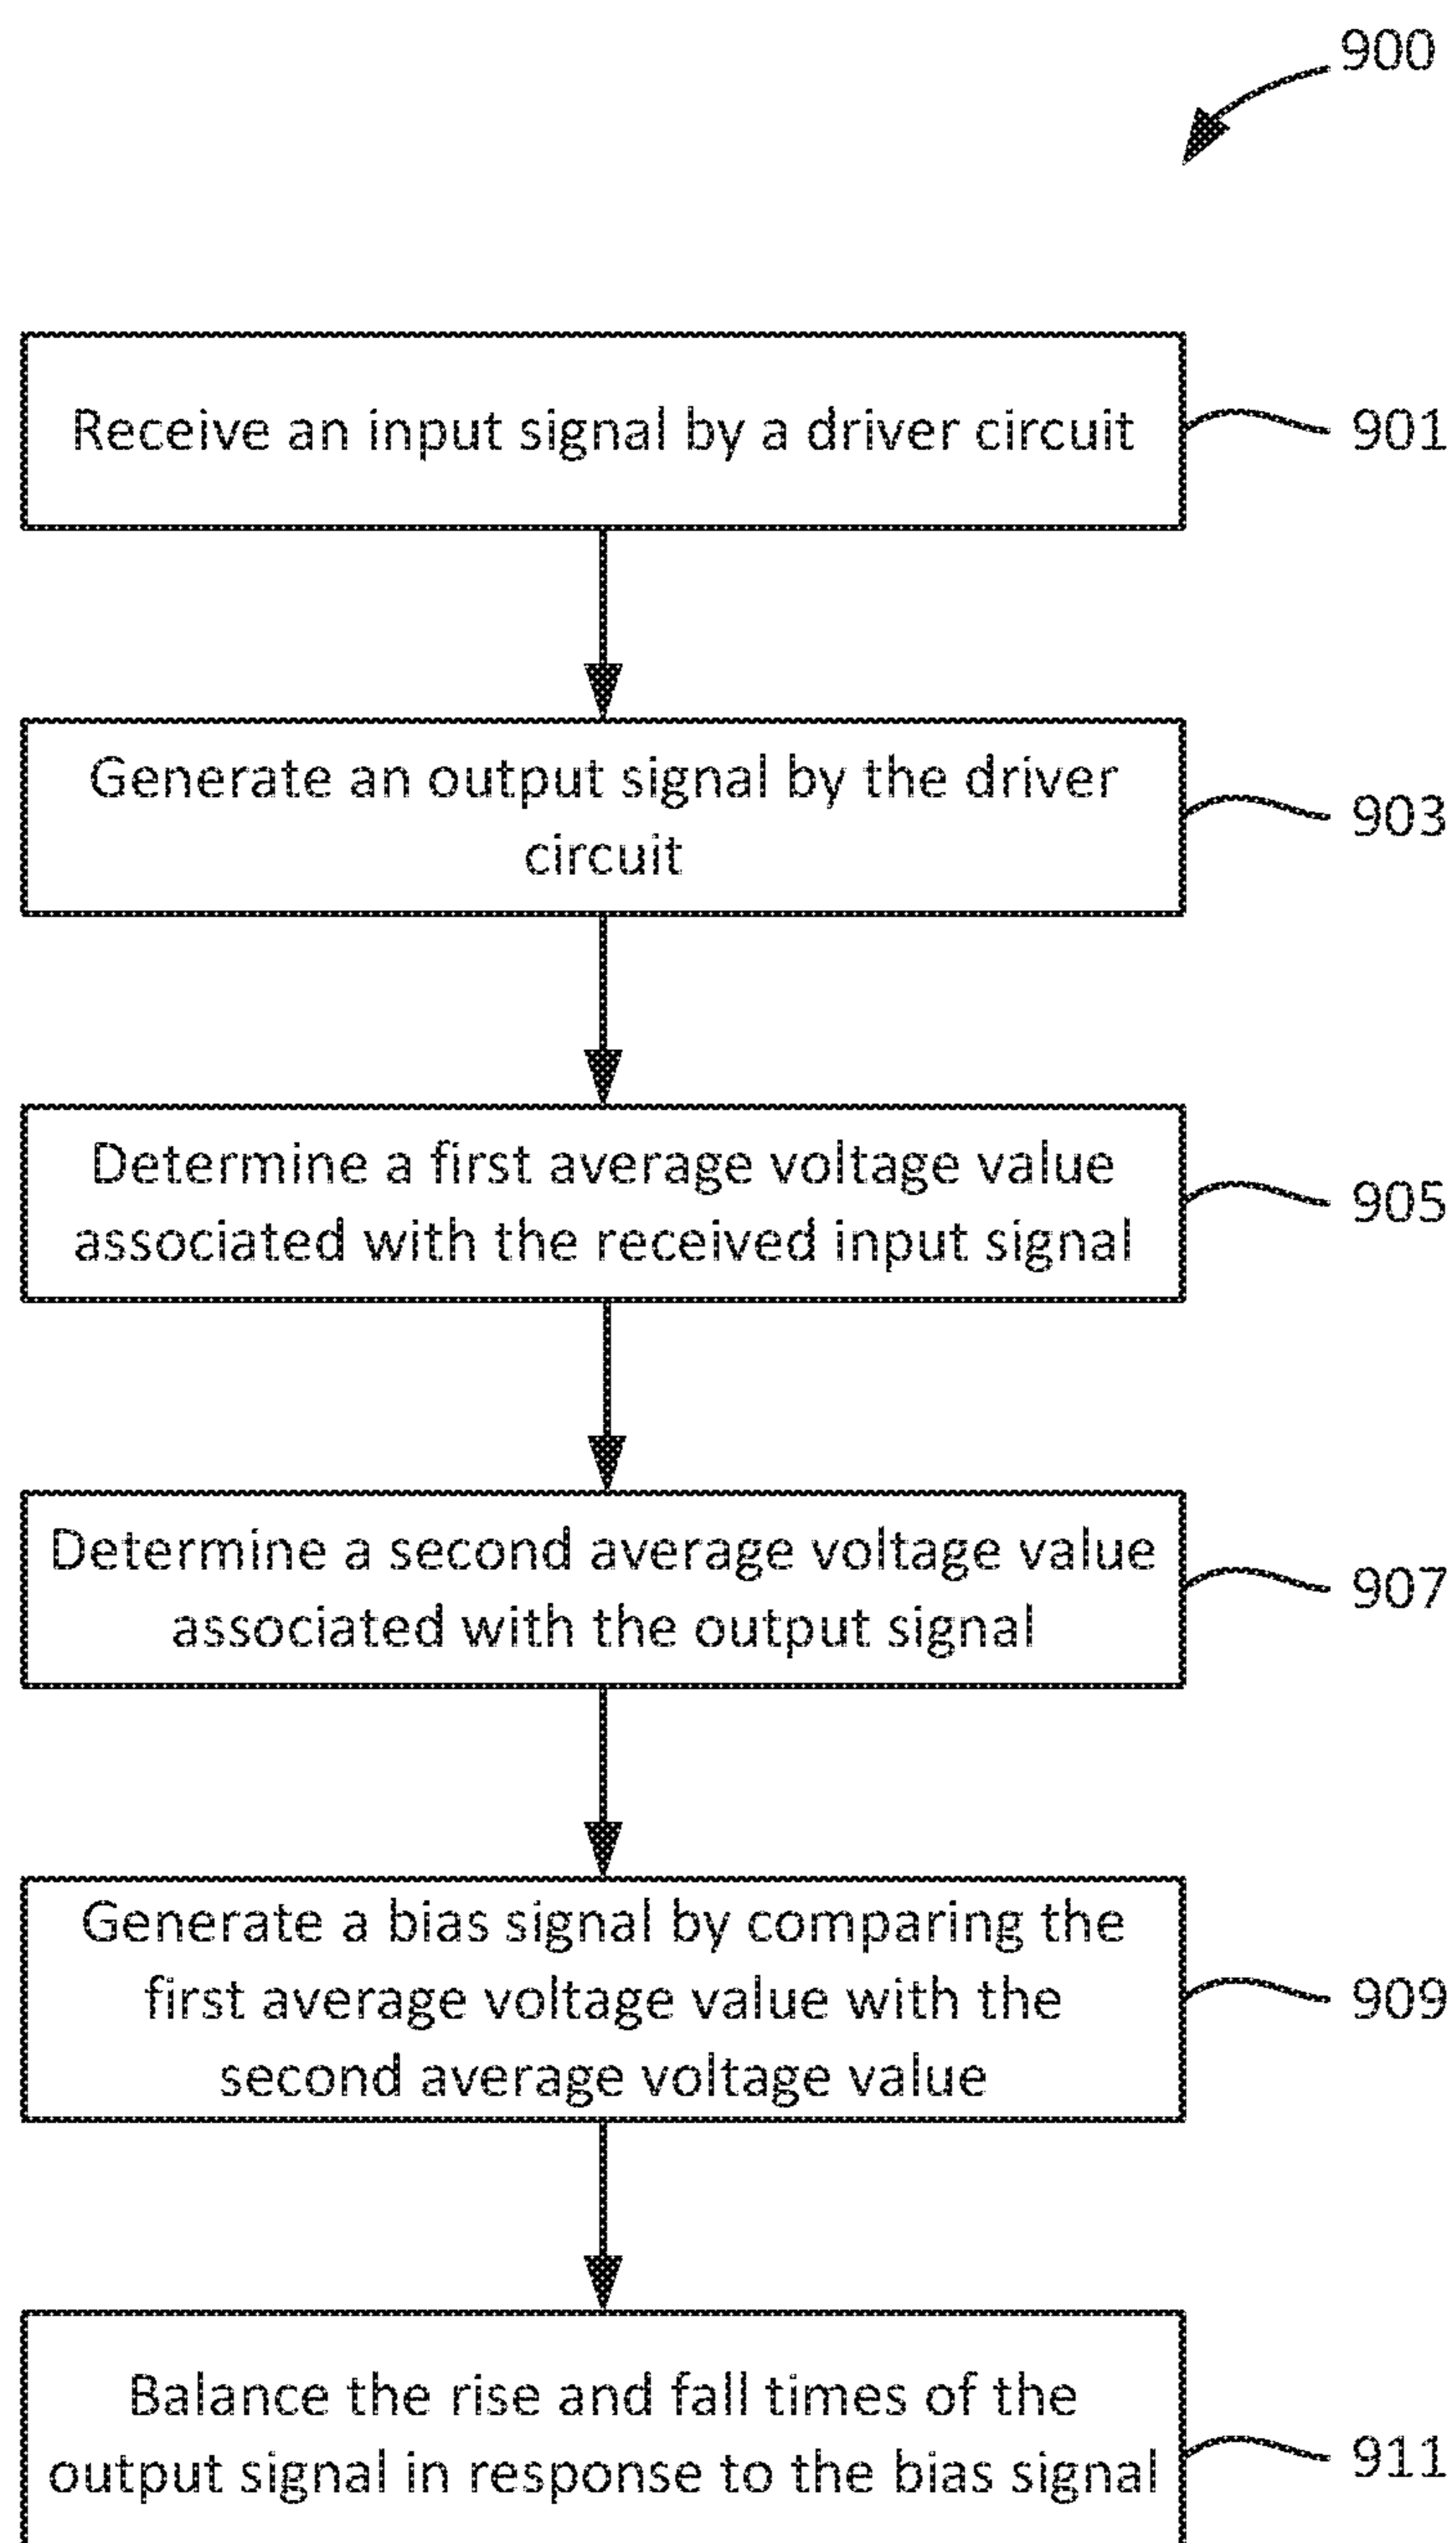 900
Receive an input signal by a driver circuit
901
Generate an output signal by the driver
circuit
903
Determine a first average voltage value
associated with the received input signal
905
Determine a second average voltage value
associated with the output signal
907
Generate a bias signal by comparing the
first average voltage value with the
second average voltage value
909
Balance the rise and fall times of the
output signal in response to the bias signal
911